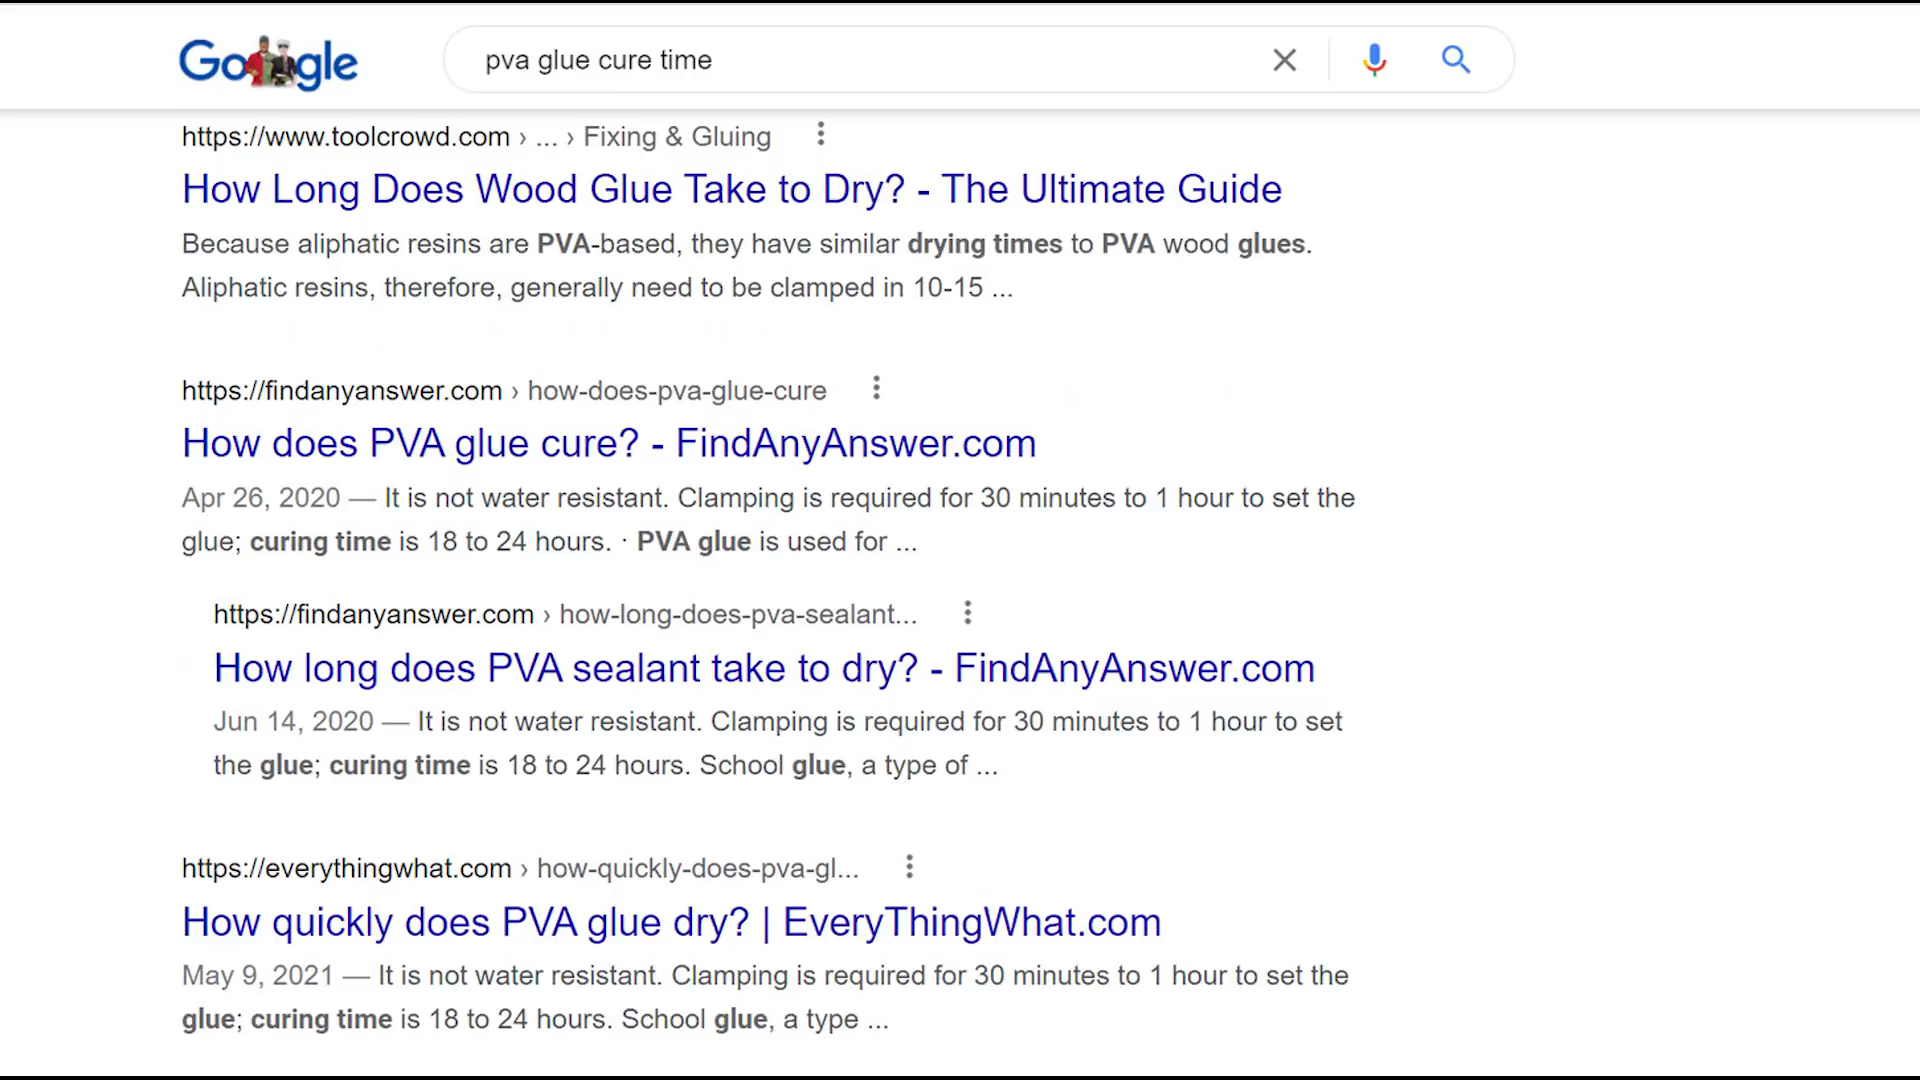 Google
pva glue cure time
https://www.toolcrowd.com › ... › Fixing & Gluing
How Long Does Wood Glue Take to Dry? - The Ultimate Guide
Because aliphatic resins are PVA-based, they have similar drying times to PVA wood glues.
Aliphatic resins, therefore, generally need to be clamped in 10-15 ...
https://findanyanswer.com › how-does-pva-glue-cure
How does PVA glue cure? - FindAnyAnswer.com
Apr 26, 2020 — It is not water resistant. Clamping is required for 30 minutes to 1 hour to set the
glue; curing time is 18 to 24 hours. · PVA glue is used for ...
https://findanyanswer.com › how-long-does-pva-sealant...
How long does PVA sealant take to dry? - FindAnyAnswer.com
Jun 14, 2020 — It is not water resistant. Clamping is required for 30 minutes to 1 hour to set
the glue; curing time is 18 to 24 hours. School glue, a type of ...
https://everythingwhat.com › how-quickly-does-pva-gl...
How quickly does PVA glue dry? | EveryThingWhat.com
May 9, 2021 — It is not water resistant. Clamping is required for 30 minutes to 1 hour to set the
glue; curing time is 18 to 24 hours. School glue, a type ...